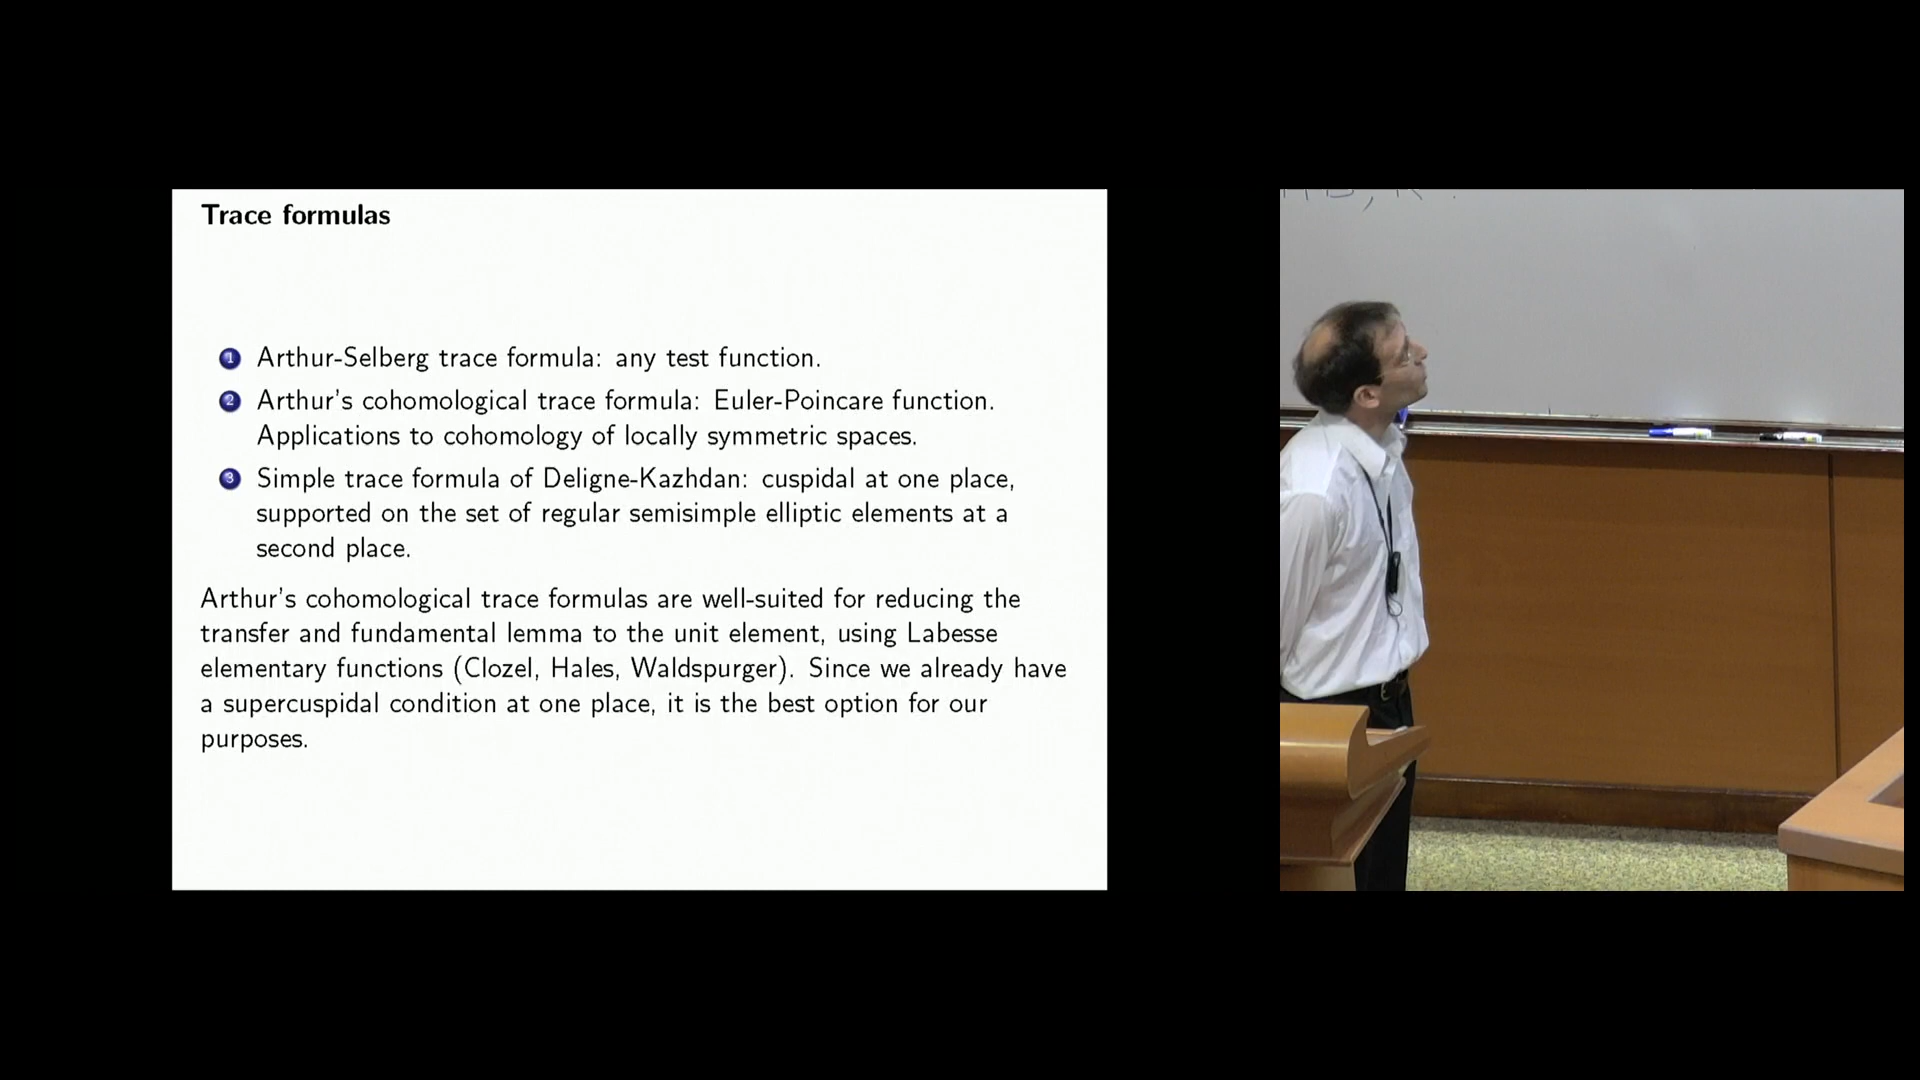 Trace formulas
1 Arthur-Selberg trace formula: any test function.
2 Arthur's cohomological trace formula: Euler-Poincare function.
Applications to cohomology of locally symmetric spaces.
3 Simple trace formula of Deligne-Kazhdan: cuspidal at one place,
supported on the set of regular semisimple elliptic elements at a
second place.
Arthur's cohomological trace formulas are well-suited for reducing the
transfer and fundamental lemma to the unit element, using Labesse
elementary functions (Clozel, Hales, Waldspurger). Since we already have
a supercuspidal condition at one place, it is the best option for our
purposes.